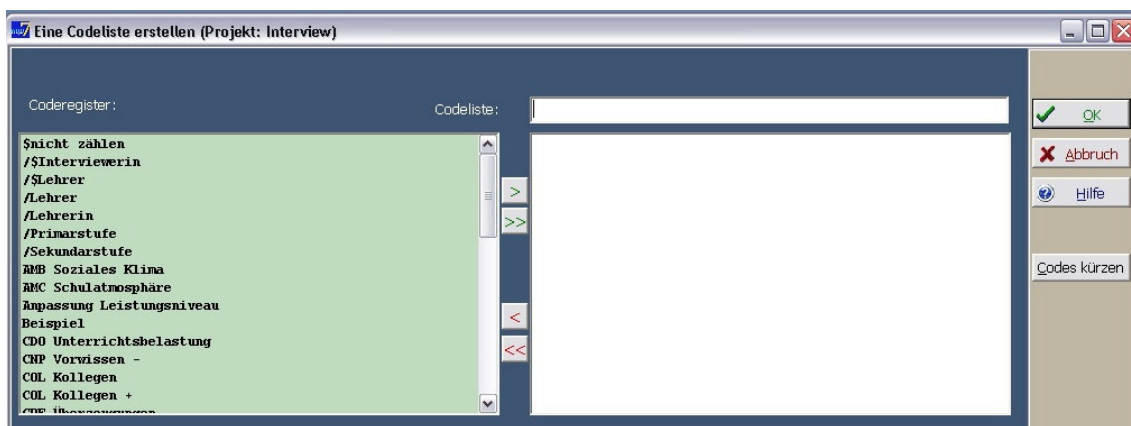 Eine Codeliste erstellen (Projekt: Interview)
Coderegister:
Codeliste:
$nicht zählen
/$Interviewerin
/$Lehrer
/Lehrer
/Lehrerin
/Primarstufe
/Sekundarstufe
AMB Soziales Klima
AMC Schulatmosphäre
Anpassung Leistungsniveau
Beispiel
CDO Unterrichtsbelastung
CNP Vorwissen -
COL Kollegen
COL Kollegen +
>
>>
<
<<
OK
Abbruch
Hilfe
Codes kürzen